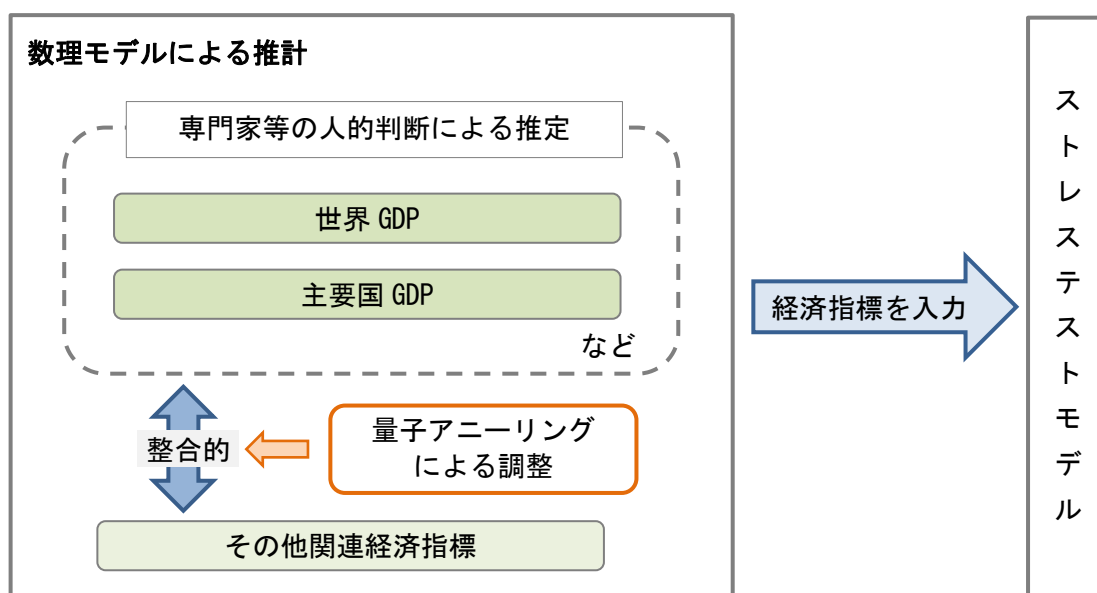 数理モデルによる推計
専門家等の人的判断による推定
世界 GDP
主要国 GDP
など
整合的
量子アニーリング
による調整
その他関連経済指標
経済指標を入力
ストレステストモデル